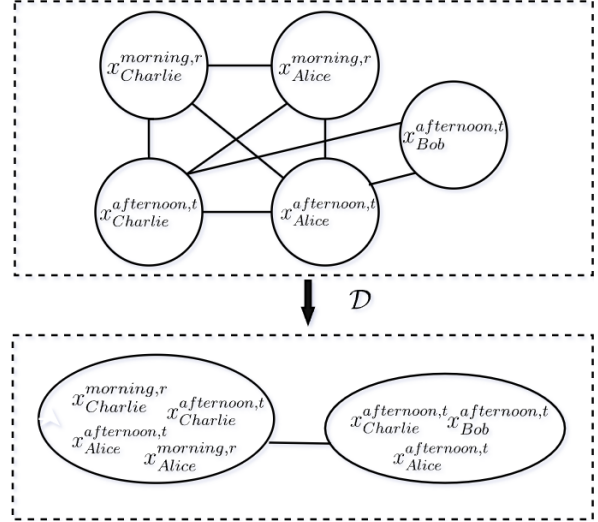 x_{Charlie}^{morning,r} x_{Alice}^{morning,r}
x_{Bob}^{afternoon,t}
x_{Charlie}^{afternoon,t} x_{Alice}^{afternoon,t}
𝒟
x_{Charlie}^{morning,r} x_{Charlie}^{afternoon,t}
x_{Alice}^{afternoon,t} x_{Alice}^{morning,r}
x_{Charlie}^{afternoon,t} x_{Bob}^{afternoon,t}
x_{Alice}^{afternoon,t}